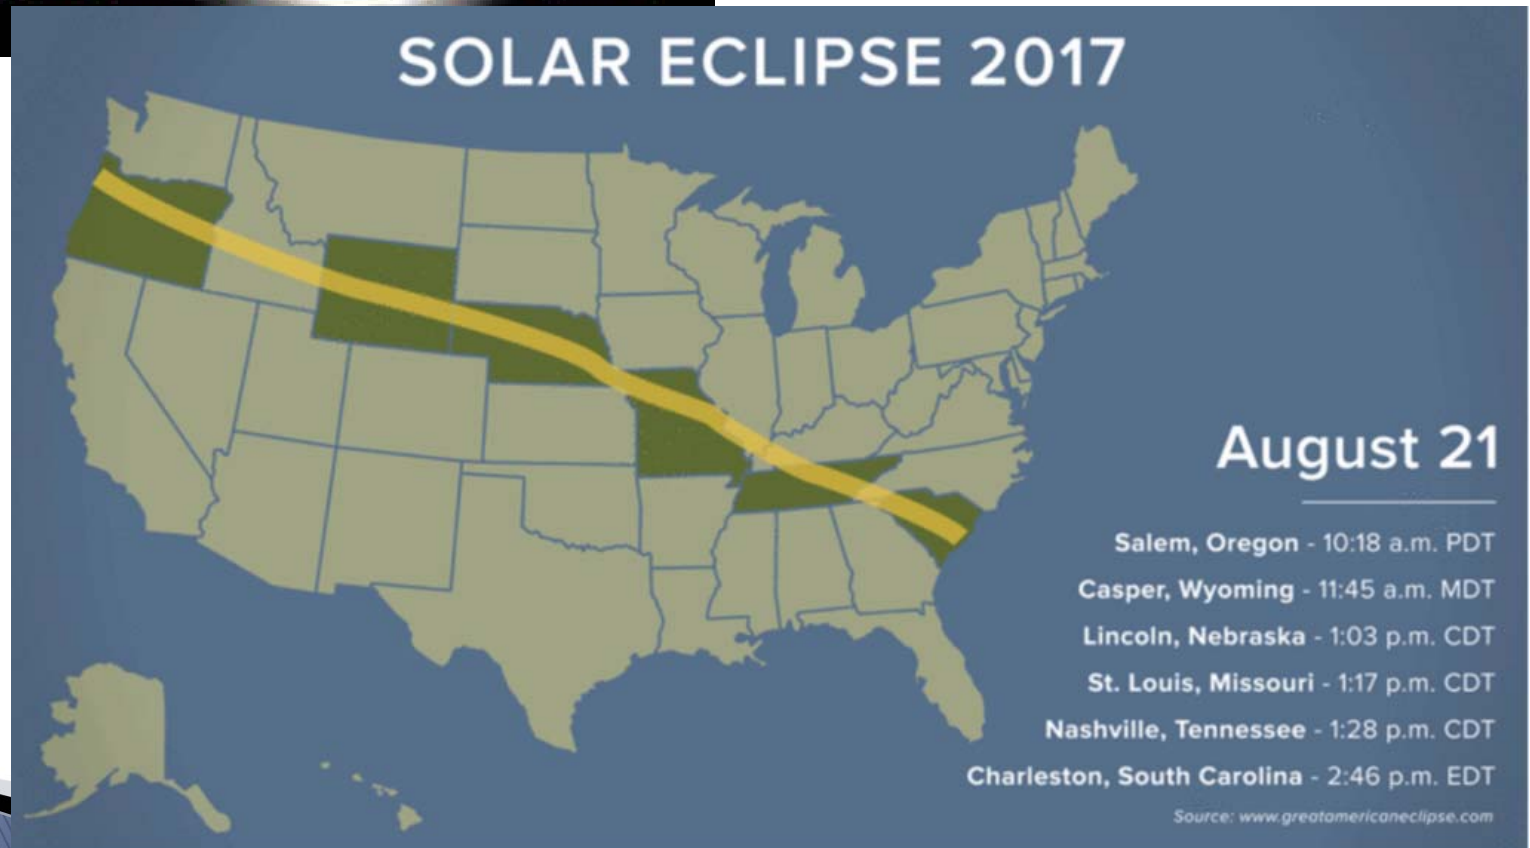 SOLAR ECLIPSE 2017
August 21
Salem, Oregon - 10:18 a.m. PDT
Casper, Wyoming - 11:45 a.m. MDT
Lincoln, Nebraska - 1:03 p.m. CDT
St. Louis, Missouri - 1:17 p.m. CDT
Nashville, Tennessee - 1:28 p.m. CDT
Charleston, South Carolina - 2:46 p.m. EDT
Source: www.greatamericaneclipse.com